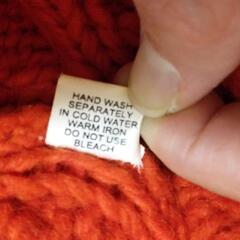 HAND WASH
SEPARATELY
IN COLD WATER
WARM IRON
DO NOT USE
BLEACH